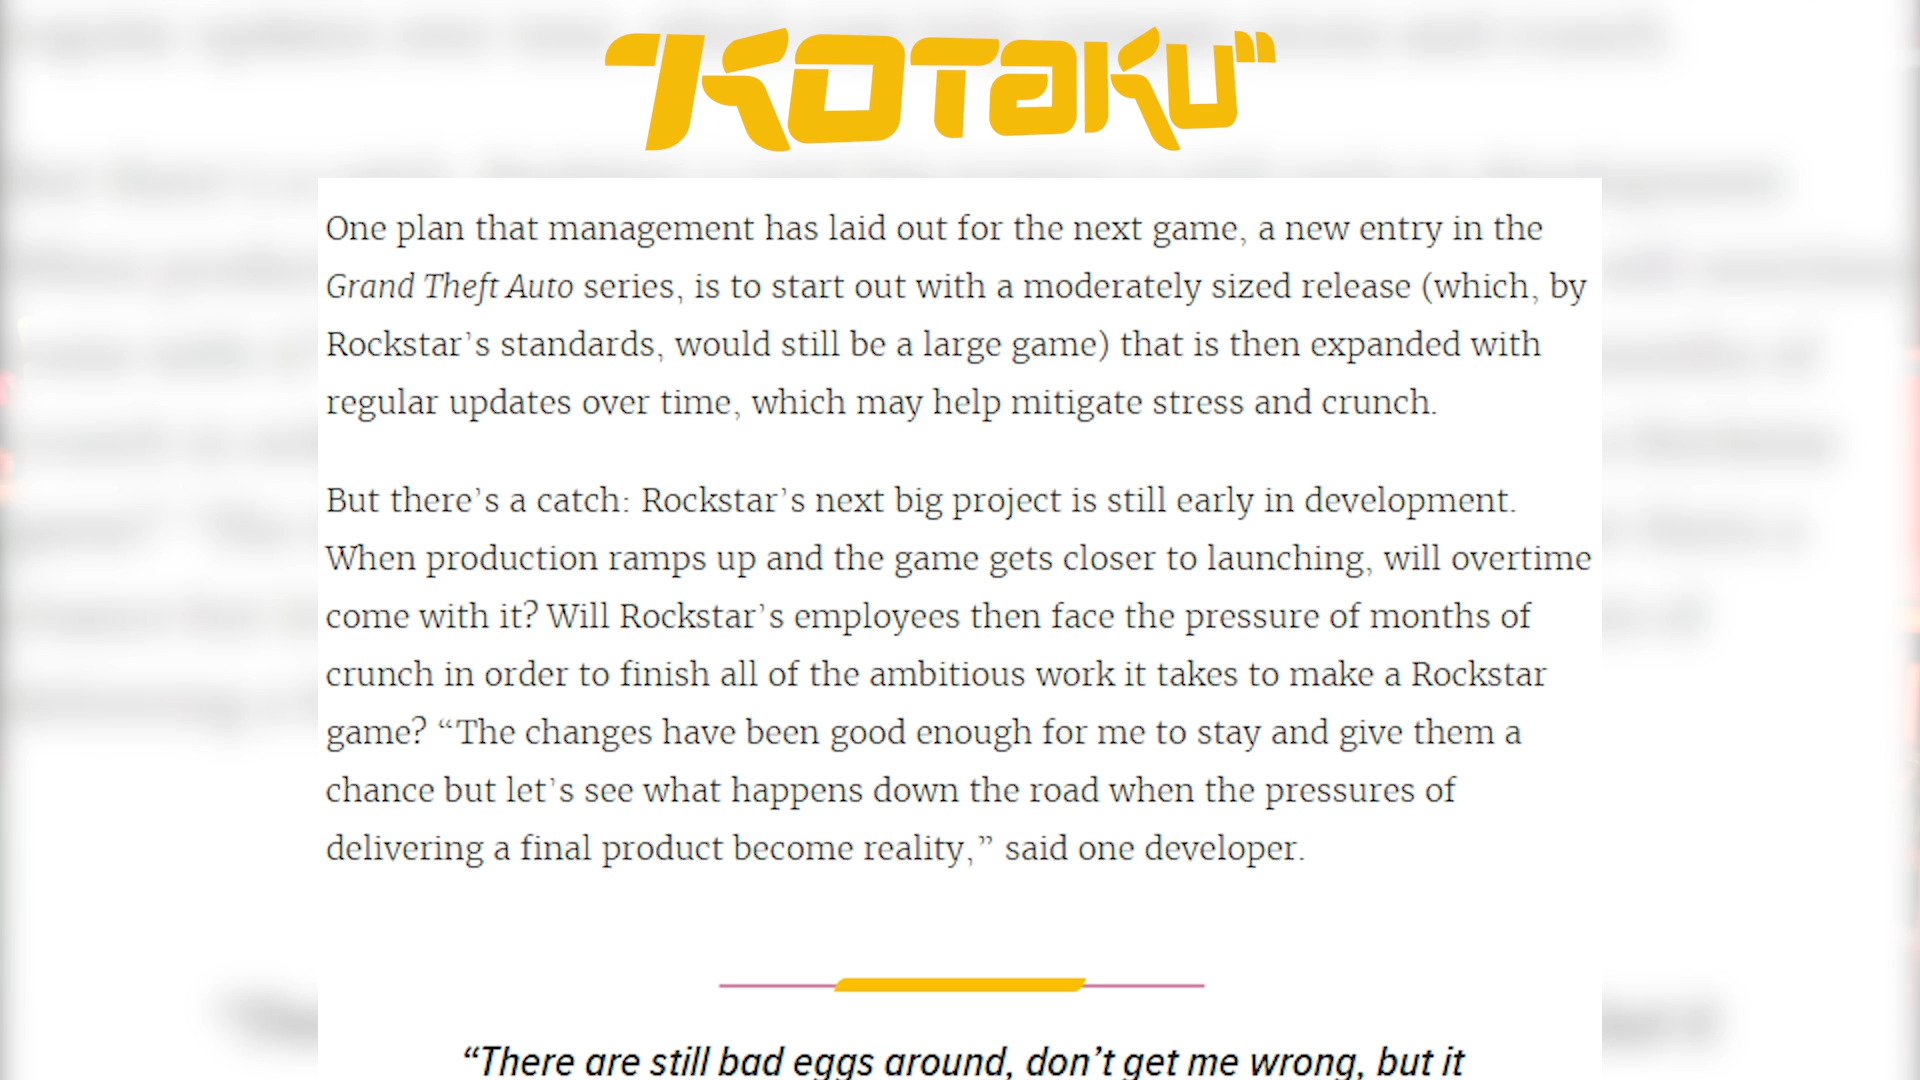 KOTAKU
One plan that management has laid out for the next game, a new entry in the
Grand Theft Auto series, is to start out with a moderately sized release (which, by
Rockstar’s standards, would still be a large game) that is then expanded with
regular updates over time, which may help mitigate stress and crunch.
But there’s a catch: Rockstar’s next big project is still early in development.
When production ramps up and the game gets closer to launching, will overtime
come with it? Will Rockstar’s employees then face the pressure of months of
crunch in order to finish all of the ambitious work it takes to make a Rockstar
game? “The changes have been good enough for me to stay and give them a
chance but let’s see what happens down the road when the pressures of
delivering a final product become reality,” said one developer.
“There are still bad eggs around, don’t get me wrong, but it